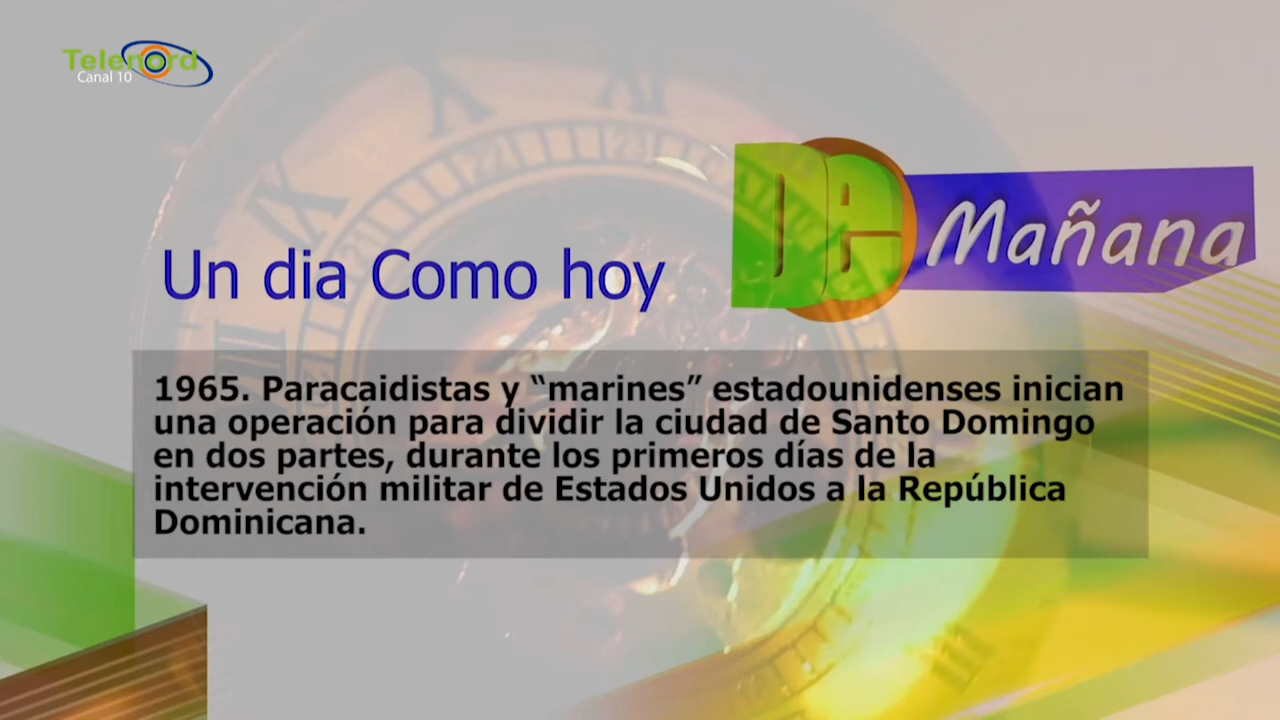 Telenord
Canal 10
De Mañana
Un dia Como hoy
1965. Paracaidistas y “marines” estadounidenses inician
una operación para dividir la ciudad de Santo Domingo
en dos partes, durante los primeros días de la
intervención militar de Estados Unidos a la República
Dominicana.